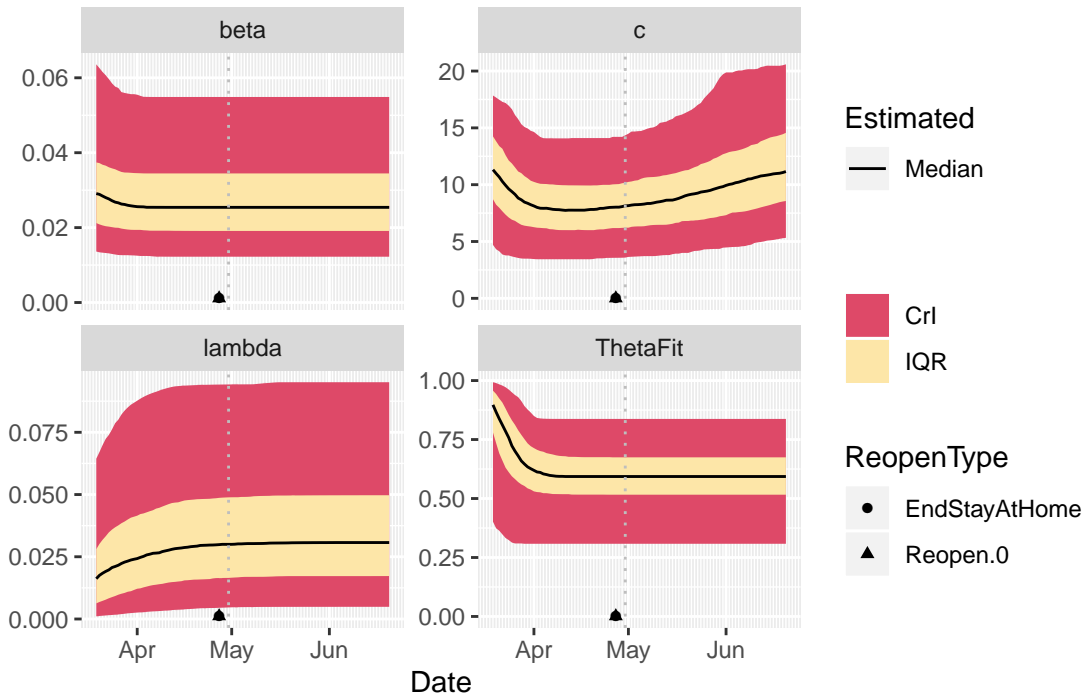 beta
c
0.06
0.04
0.02
0.00
20
15
10
5
0
lambda
ThetaFit
0.075
0.050
0.025
0.000
1.00
0.75
0.50
0.25
0.00
Apr May Jun
Apr May Jun
Date
Estimated
Median
CrI
IQR
ReopenType
EndStayAtHome
Reopen.0